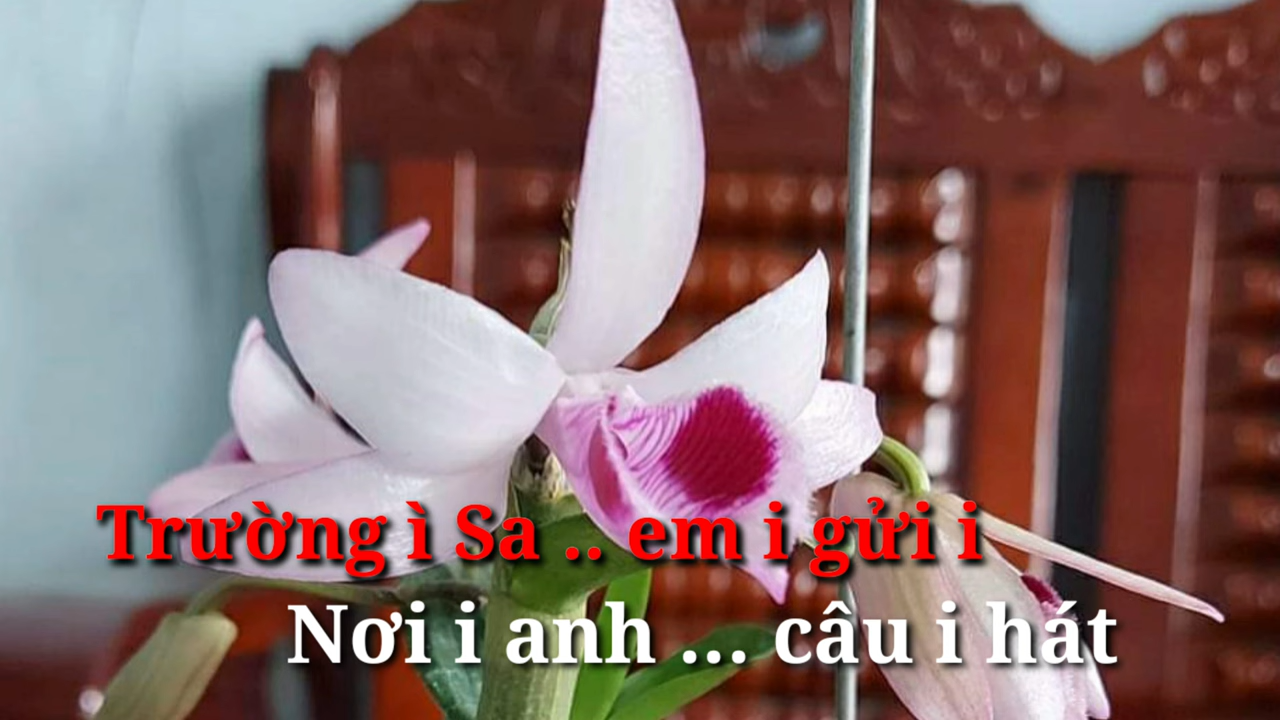 Trường ì Sa .. em i gửi i
Nơi i anh ... câu i hát